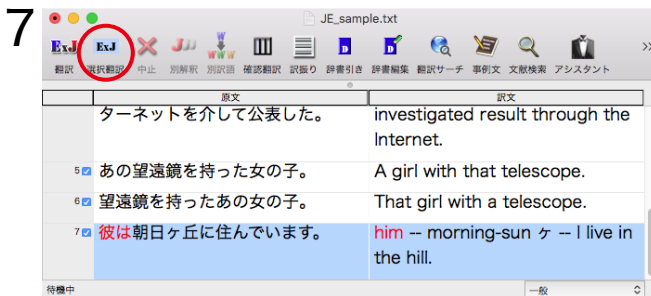 7
JE_sample.txt
ExJ ExJ JJ W WWW D D
翻訳 選択翻訳 中止 別解釈 別訳語 確認翻訳 訳振り 辞書引き 辞書編集 翻訳サーチ 事例文 文献検索 アシスタント
原文 訳文
ターネットを介して公表した。 investigated result through the
Internet.
5 あの望遠鏡を持った女の子。 A girl with that telescope.
6 望遠鏡を持ったあの女の子。 That girl with a telescope.
7 彼は朝日ヶ丘に住んでいます。 him -- morning-sun ヶ -- I live in
the hill.
待機中 一般